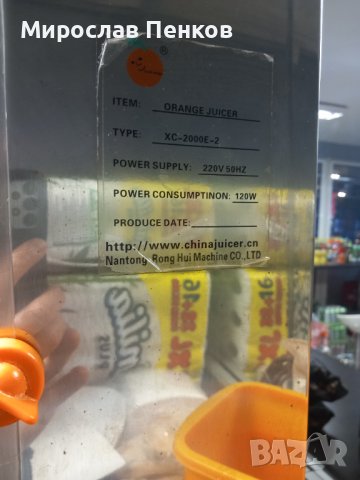 Мирослав Пенков
ITEM: ORANGE JUICER
TYPE: XC-2000E-2
POWER SUPPLY: 220V 50HZ
POWER CONSUMPTINON: 120W
PRODUCE DATE:
http://www.chinajuicer.cn
Nantong Rong Hui Machine CO.,LTD
BAZAR